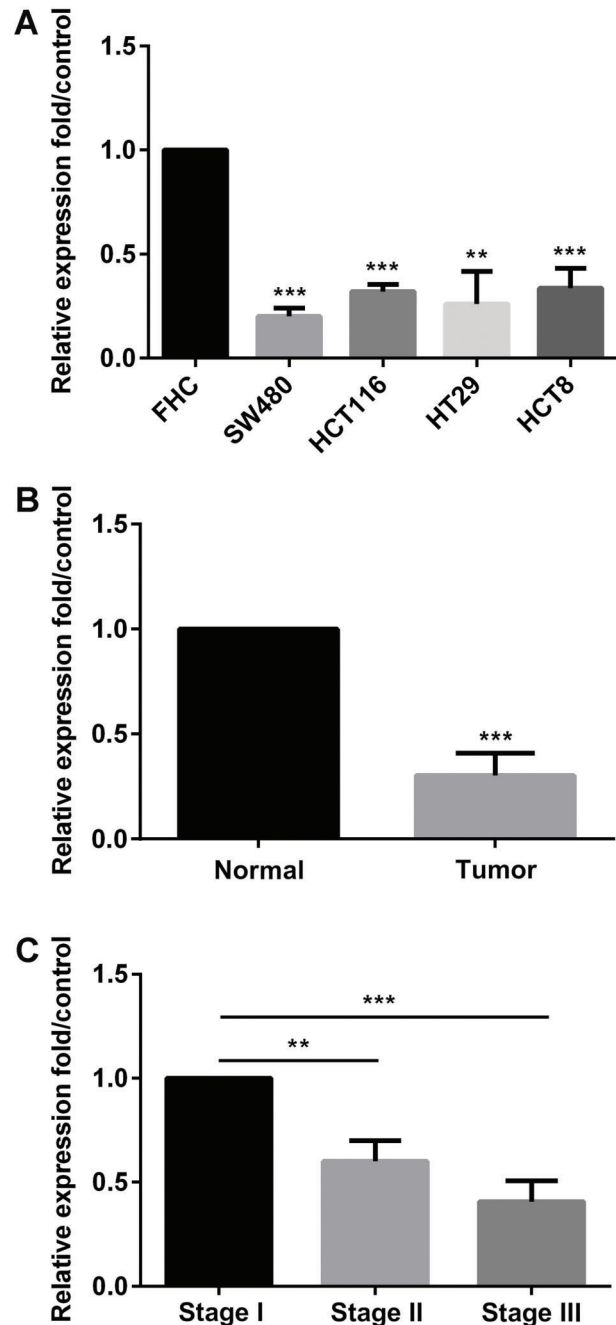 A
Relative expression fold/control
1.5
1.0
0.5
0.0
***
***
**
***
FHC
SW480
HCT116
HT29
HCT8
B
Relative expression fold/control
1.5
1.0
0.5
0.0
***
Normal
Tumor
C
Relative expression fold/control
1.5
1.0
0.5
0.0
***
**
Stage I
Stage II
Stage III